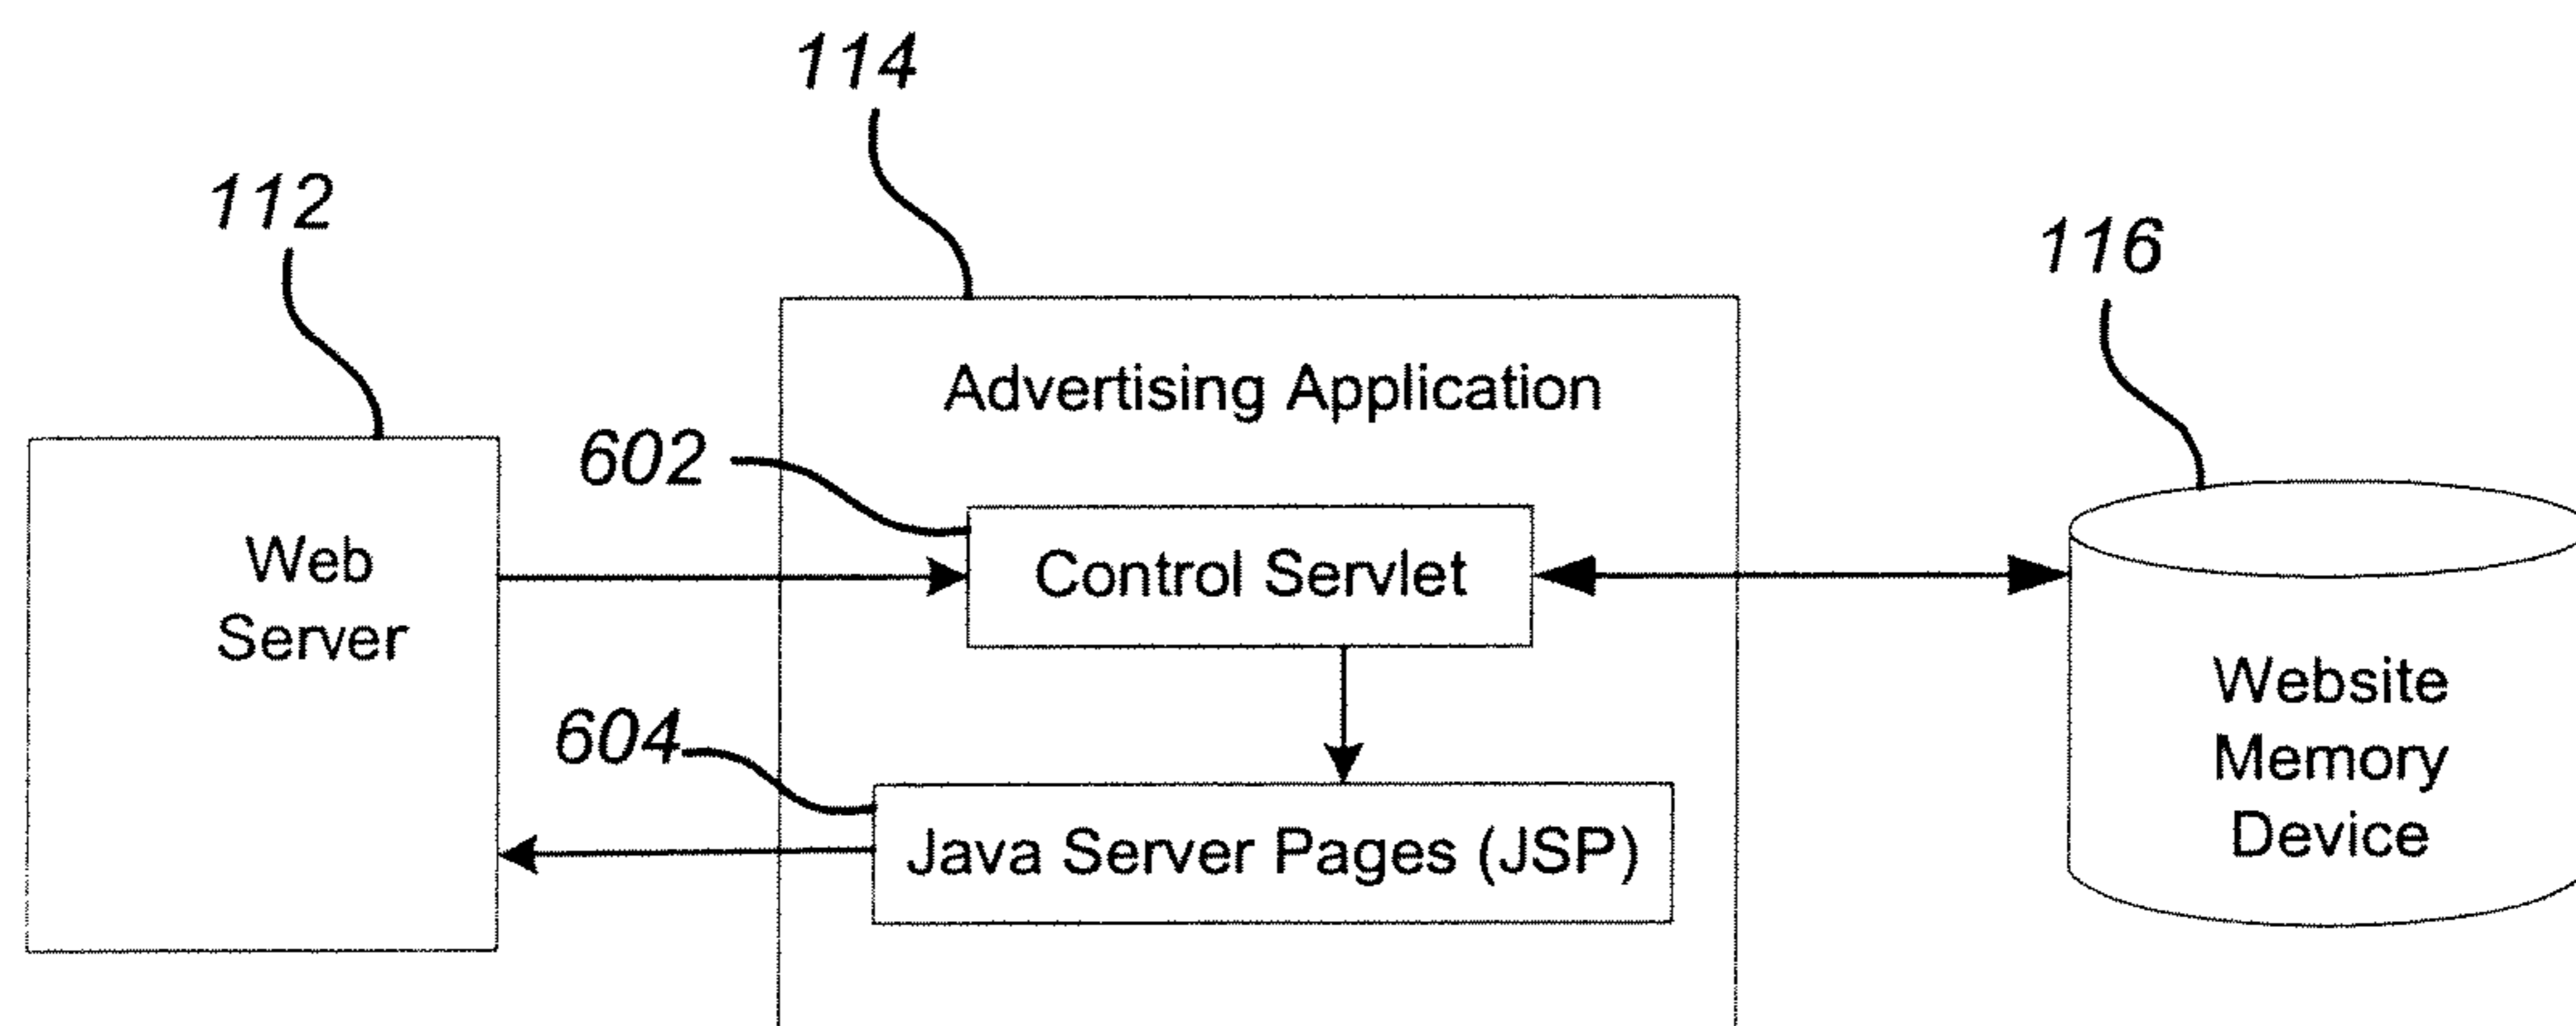 114
112
116
Advertising Application
602
Web
Server
Control Servlet
Website
Memory
Device
604
Java Server Pages (JSP)